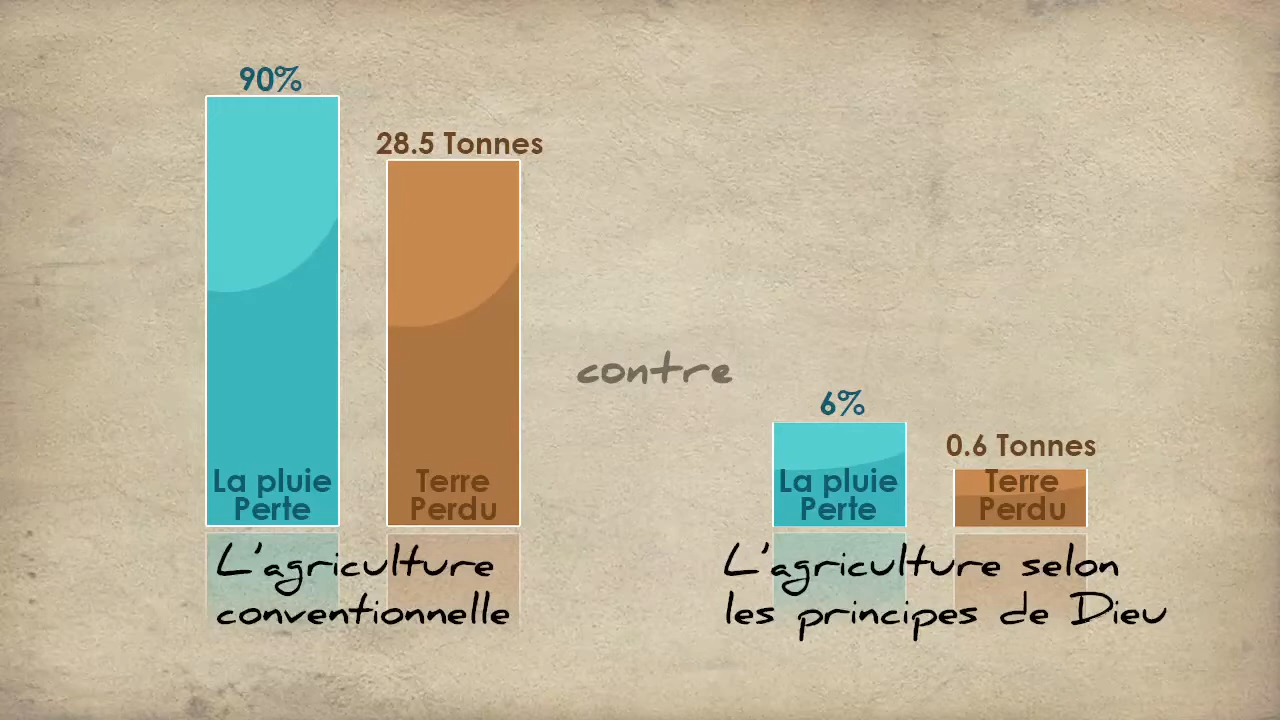 90%
28.5 Tonnes
La pluie
Perte
Terre
Perdu
L'agriculture
conventionnelle
contre
6%
0.6 Tonnes
La pluie
Perte
Terre
Perdu
L'agriculture selon
les principes de Dieu